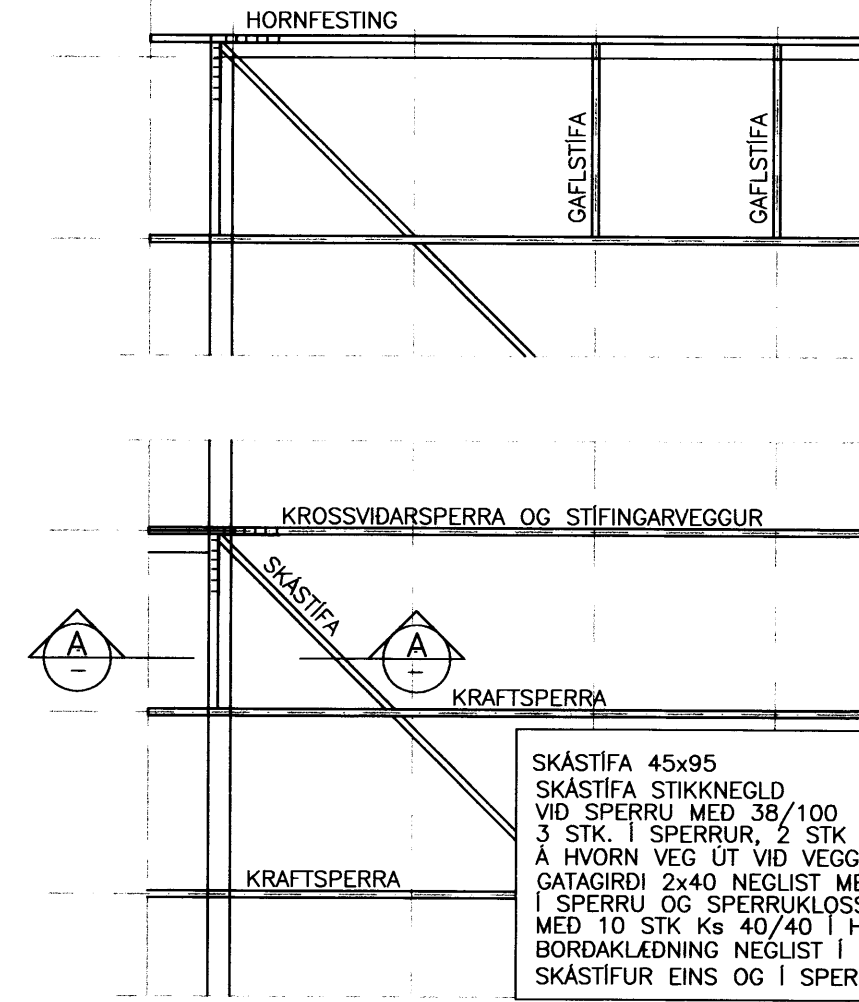 HORNFESTING
GAFLSTÍFA
GAFLSTÍFA
KROSSVIÐARSPERRA OG STÍFINGARVEGGUR
SKÁSTÍFA
A
–
A
–
KRAFTSPERRA
KRAFTSPERRA
SKÁSTÍFA 45x95
SKÁSTÍFA STIKKNEGLD
VIÐ SPERRU MEÐ 38/100
3 STK. Í SPERRUR, 2 STK
Á HVORN VEG ÚT VIÐ VEGG
GATAGIRÐI 2x40 NEGLIST ME
Í SPERRU OG SPERRUKLOSS
MEÐ 10 STK Ks 40/40 Í H
BORÐAKLÆÐNING NEGLIST Í
SKÁSTÍFUR EINS OG Í SPER